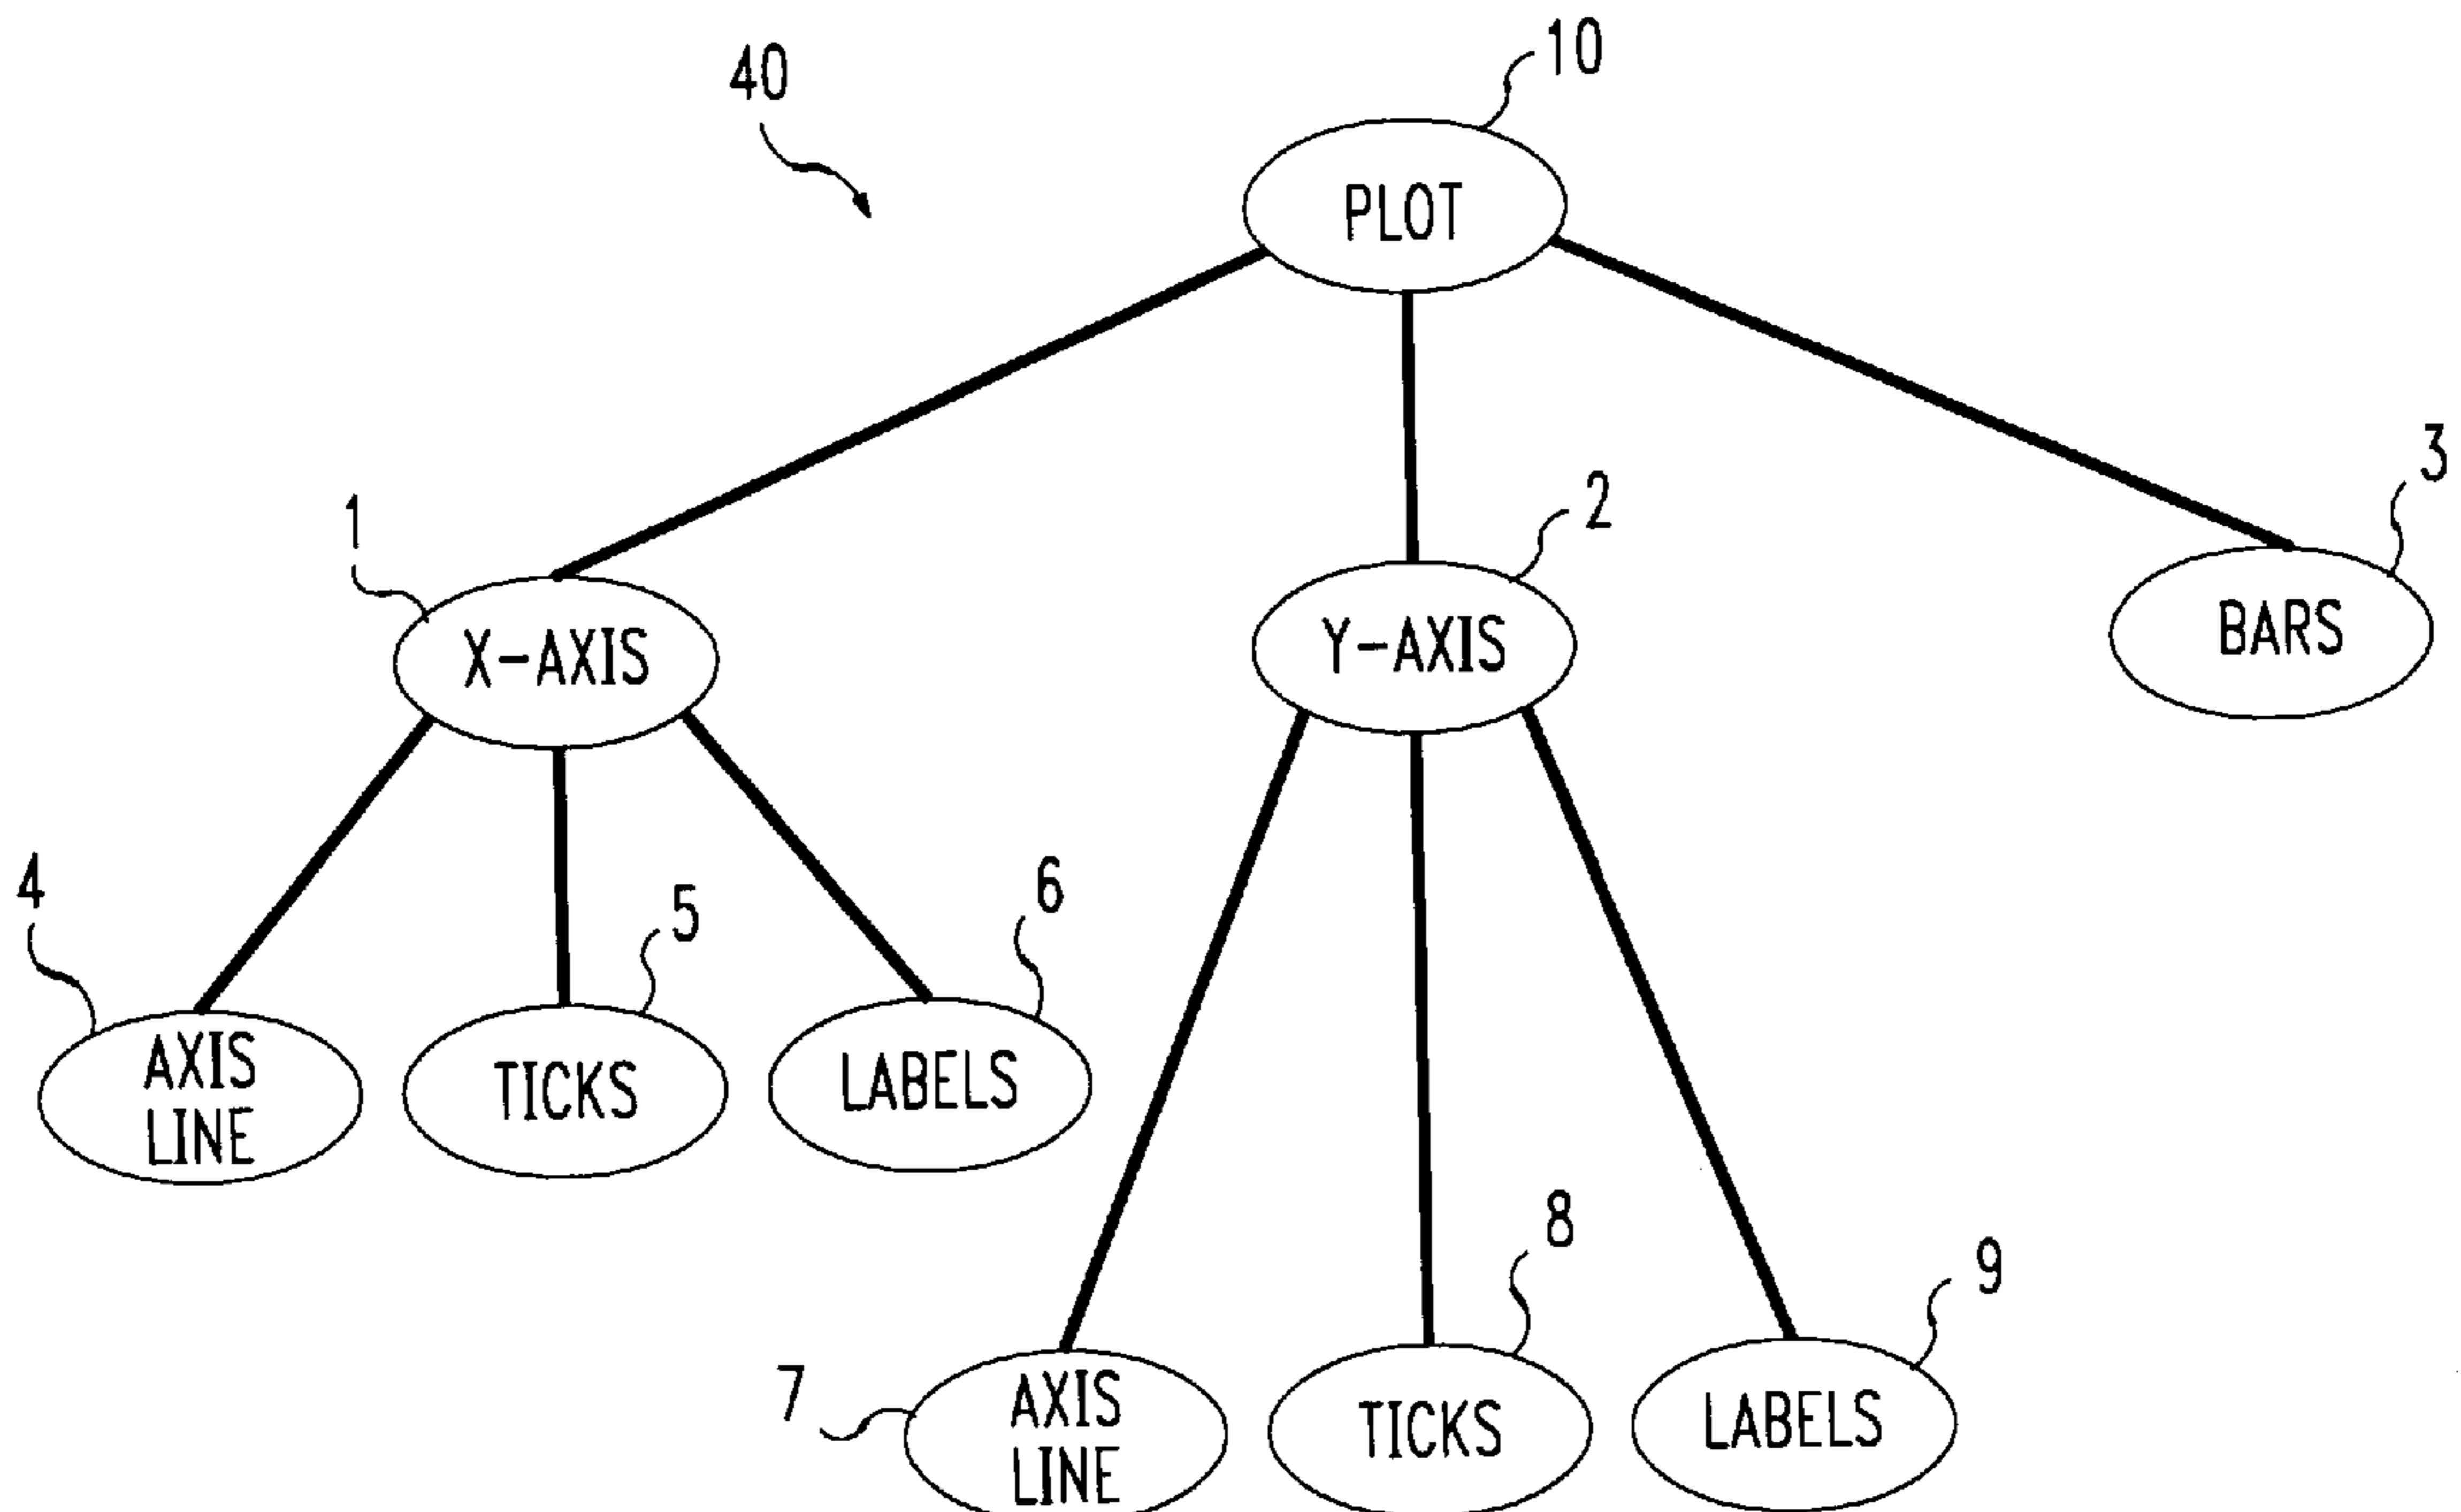 40
10
PLOT
1
2
3
X-AXIS
Y-AXIS
BARS
4
5
6
AXIS
LINE
TICKS
LABELS
7
8
9
AXIS
LINE
TICKS
LABELS